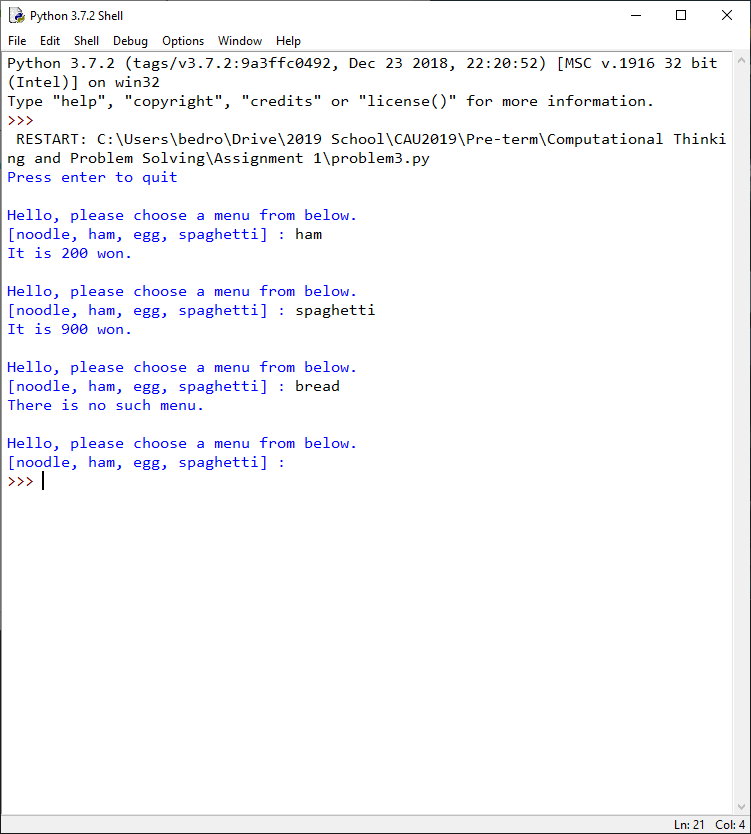 Python 3.7.2 Shell
File Edit Shell Debug Options Window Help
Python 3.7.2 (tags/v3.7.2:9a3ffc0492, Dec 23 2018, 22:20:52) [MSC v.1916 32 bit
(Intel)] on win32
Type "help", "copyright", "credits" or "license()" for more information.
>>>
 RESTART: C:\Users\bedro\Drive\2019 School\CAU2019\Pre-term\Computational Thinki
ng and Problem Solving\Assignment 1\problem3.py
Press enter to quit

Hello, please choose a menu from below.
[noodle, ham, egg, spaghetti] : ham
It is 200 won.

Hello, please choose a menu from below.
[noodle, ham, egg, spaghetti] : spaghetti
It is 900 won.

Hello, please choose a menu from below.
[noodle, ham, egg, spaghetti] : bread
There is no such menu.

Hello, please choose a menu from below.
[noodle, ham, egg, spaghetti] :
>>>
Ln: 21 Col: 4